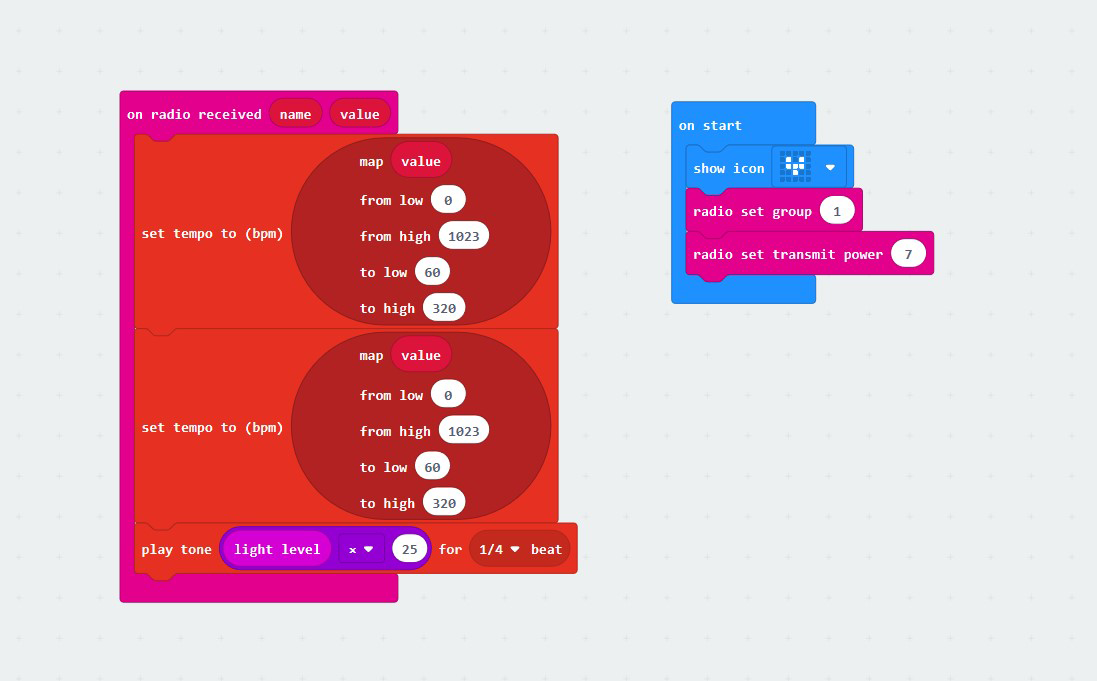 on radio received name value
set tempo to (bpm)
map value
from low 0
from high 1023
to low 60
to high 320
set tempo to (bpm)
map value
from low 0
from high 1023
to low 60
to high 320
play tone light level × 25 for 1/4 beat
on start
show icon
radio set group 1
radio set transmit power 7